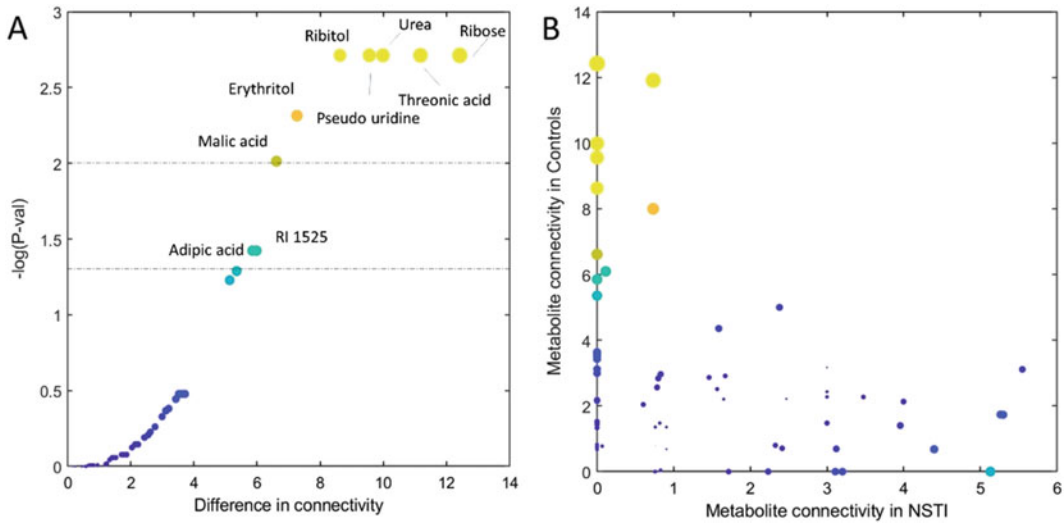 A
3
2.5
2
1.5
1
0.5
0
-log(P-val)
Ribitol
Urea
Ribose
Erythritol
Pseudo uridine
Threonic acid
Malic acid
Adipic acid
RI 1525
0 2 4 6 8 10 12 14
Difference in connectivity
B
14
12
10
8
6
4
2
0
Metabolite connectivity in Controls
0 1 2 3 4 5 6
Metabolite connectivity in NSTI